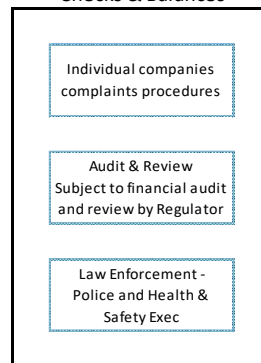 Checks & Balances
Individual companies
complaints procedures
Audit & Review
Subject to financial audit
and review by Regulator
Law Enforcement -
Police and Health &
Safety Exec